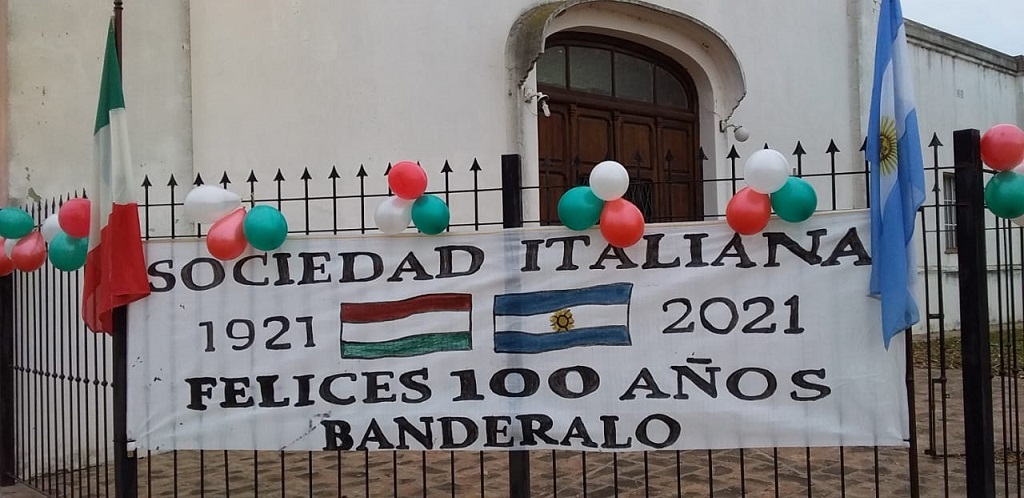 SOCIEDAD ITALIANA
1921 2021
FELICES 100 AÑOS
BANDERALO